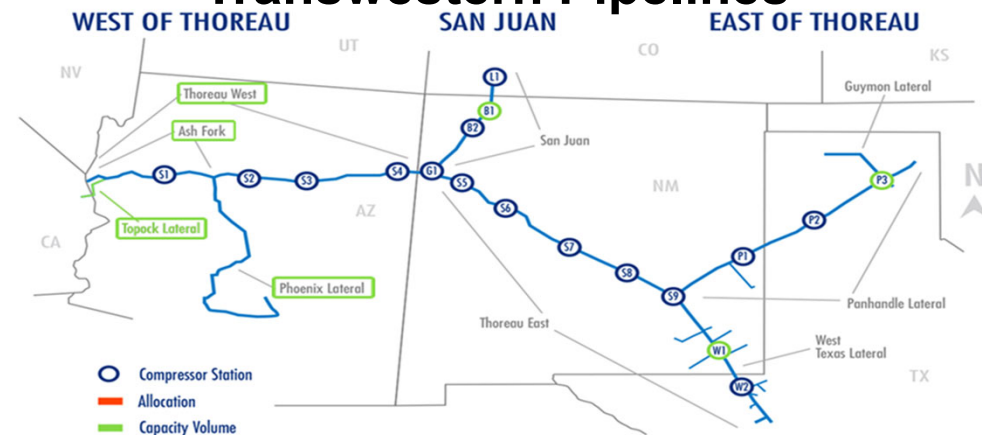 Transwestern Pipelines
WEST OF THOREAU
SAN JUAN
EAST OF THOREAU
UT
CO
KS
NV
L1
Guymon Lateral
Thoreau West
B1
Ash Fork
B2
San Juan
S1
S2
S3
S4
G1
S5
P3
N
NM
AZ
S6
P2
Topock Lateral
CA
S7
P1
S8
Phoenix Lateral
S9
Panhandle Lateral
Thoreau East
West
Texas Lateral
W1
TX
W2
Compressor Station
Allocation
Capacity Volume